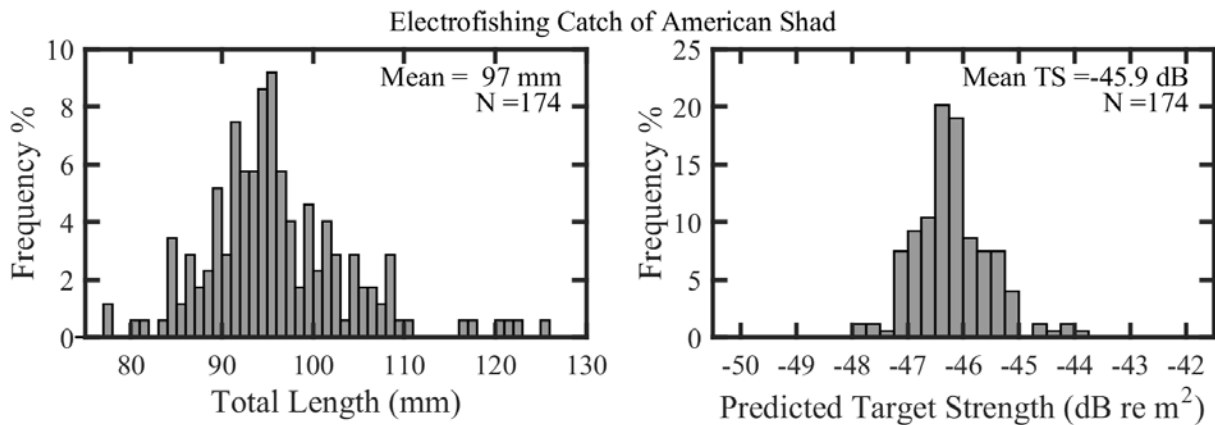 Electrofishing Catch of American Shad
10
8
6
4
2
0
Frequency %
Mean = 97 mm
N =174
80 90 100 110 120 130
Total Length (mm)
25
20
15
10
5
0
Frequency %
Mean TS =-45.9 dB
N =174
-50 -49 -48 -47 -46 -45 -44 -43 -42
Predicted Target Strength (dB re m²)